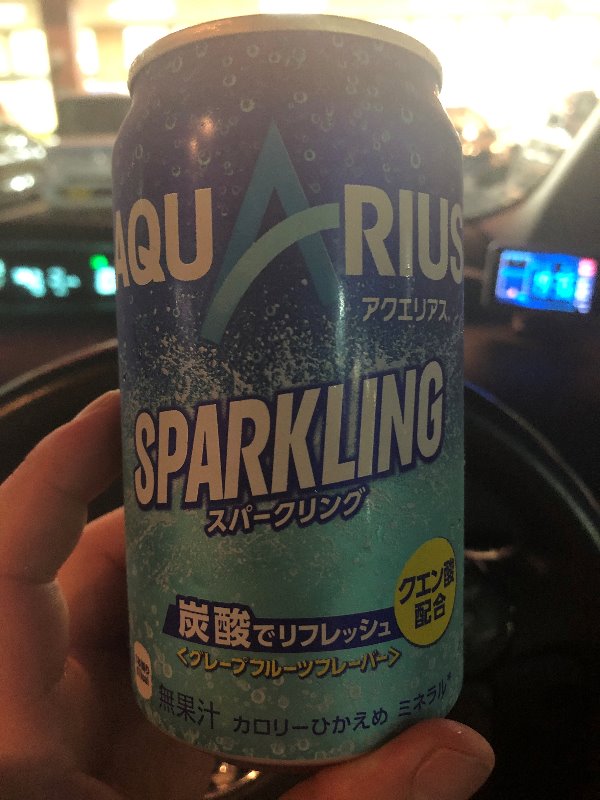 AQUARIUS
アクエリアス
SPARKLING
スパークリング
クエン酸
配合
炭酸でリフレッシュ
<グレープフルーツフレーバー>
無果汁 カロリーひかえめ ミネラル*